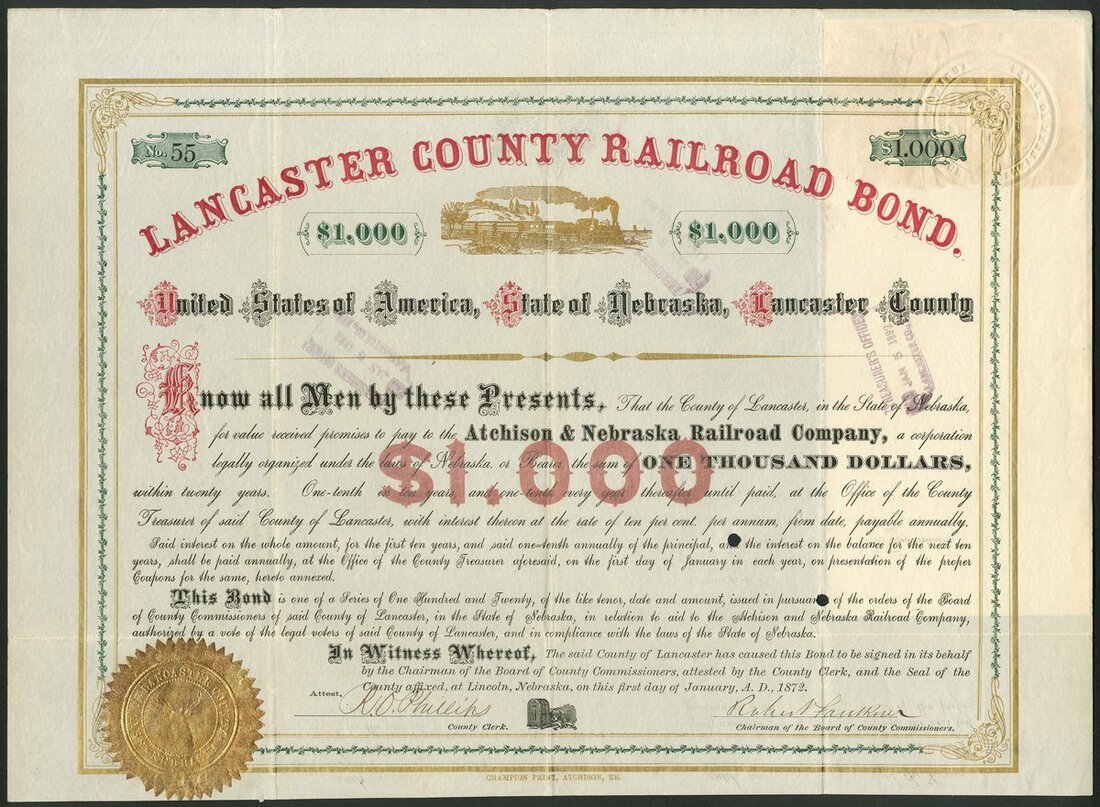 No. 55
$1.000
LANCASTER COUNTY RAILROAD BOND.
$1.000
$1.000
United States of America, State of Nebraska, Lancaster County
Know all Men by these Presents, That the County of Lancaster, in the State of Nebraska,
for value received promises to pay to the Atchison & Nebraska Railroad Company, a corporation
legally organized under the laws of Nebraska, or Bearer, the sum of ONE THOUSAND DOLLARS,
$1.000
within twenty years. One-tenth in ten years, and one-tenth every year thereafter until paid, at the Office of the County
Treasurer of said County of Lancaster, with interest thereon at the rate of ten per cent. per annum, from date, payable annually.
Said interest on the whole amount, for the first ten years, and said one-tenth annually of the principal, the interest on the balance for the next ten
years, shall be paid annually, at the Office of the County Treasurer aforesaid, on the first day of January in each year, on presentation of the proper
Coupons for the same, hereto annexed.
This Bond is one of a Series of One Hundred and Twenty, of the like tenor, date and amount, issued in of the orders of the Board
of County Commissioners of said County of Lancaster, in the State of Nebraska, in relation to aid to the Atchison and Nebraska Railroad Company,
authorized by a vote of the legal voters of said County of Lancaster, and in compliance with the laws of the State of Nebraska.
In Witness Whereof, The said County of Lancaster has caused this Bond to be signed in its behalf
by the Chairman of the Board of County Commissioners, attested by the County Clerk, and the Seal of the
County affixed, at Lincoln, Nebraska, on this first day of January, A. D., 1872.
Attest,
R.O. Phillips
Robert Faulkner
County Clerk.
Chairman of the Board of County Commissioners.
TREASURER'S OFFICE
JAN 5 1892
LANCASTER CO.
CHAMPION PRINT, ATCHISON, KS.